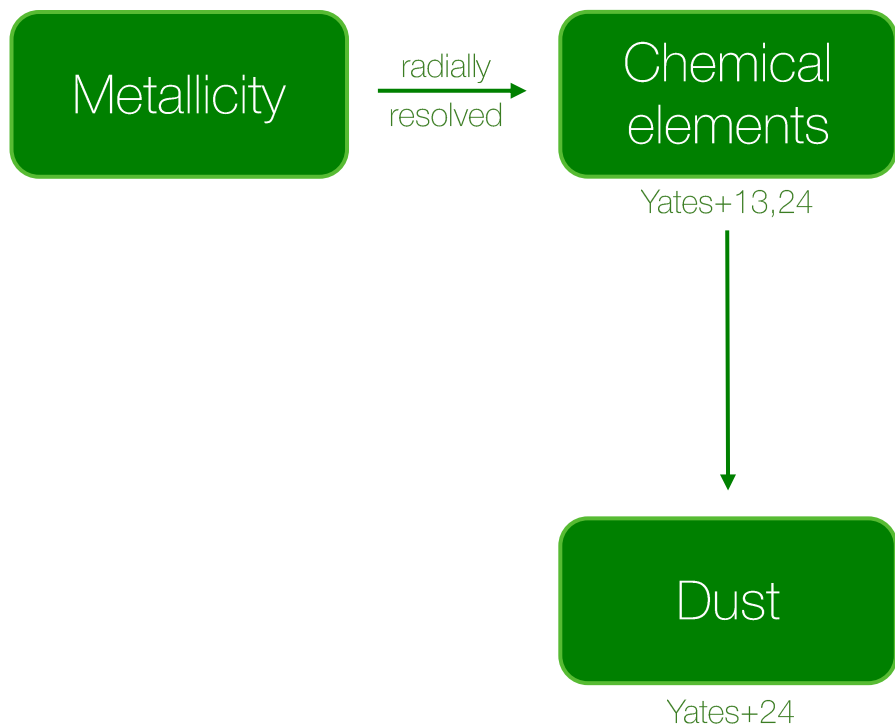 Metallicity
radially
resolved
Chemical
elements
Yates+13,24
Dust
Yates+24